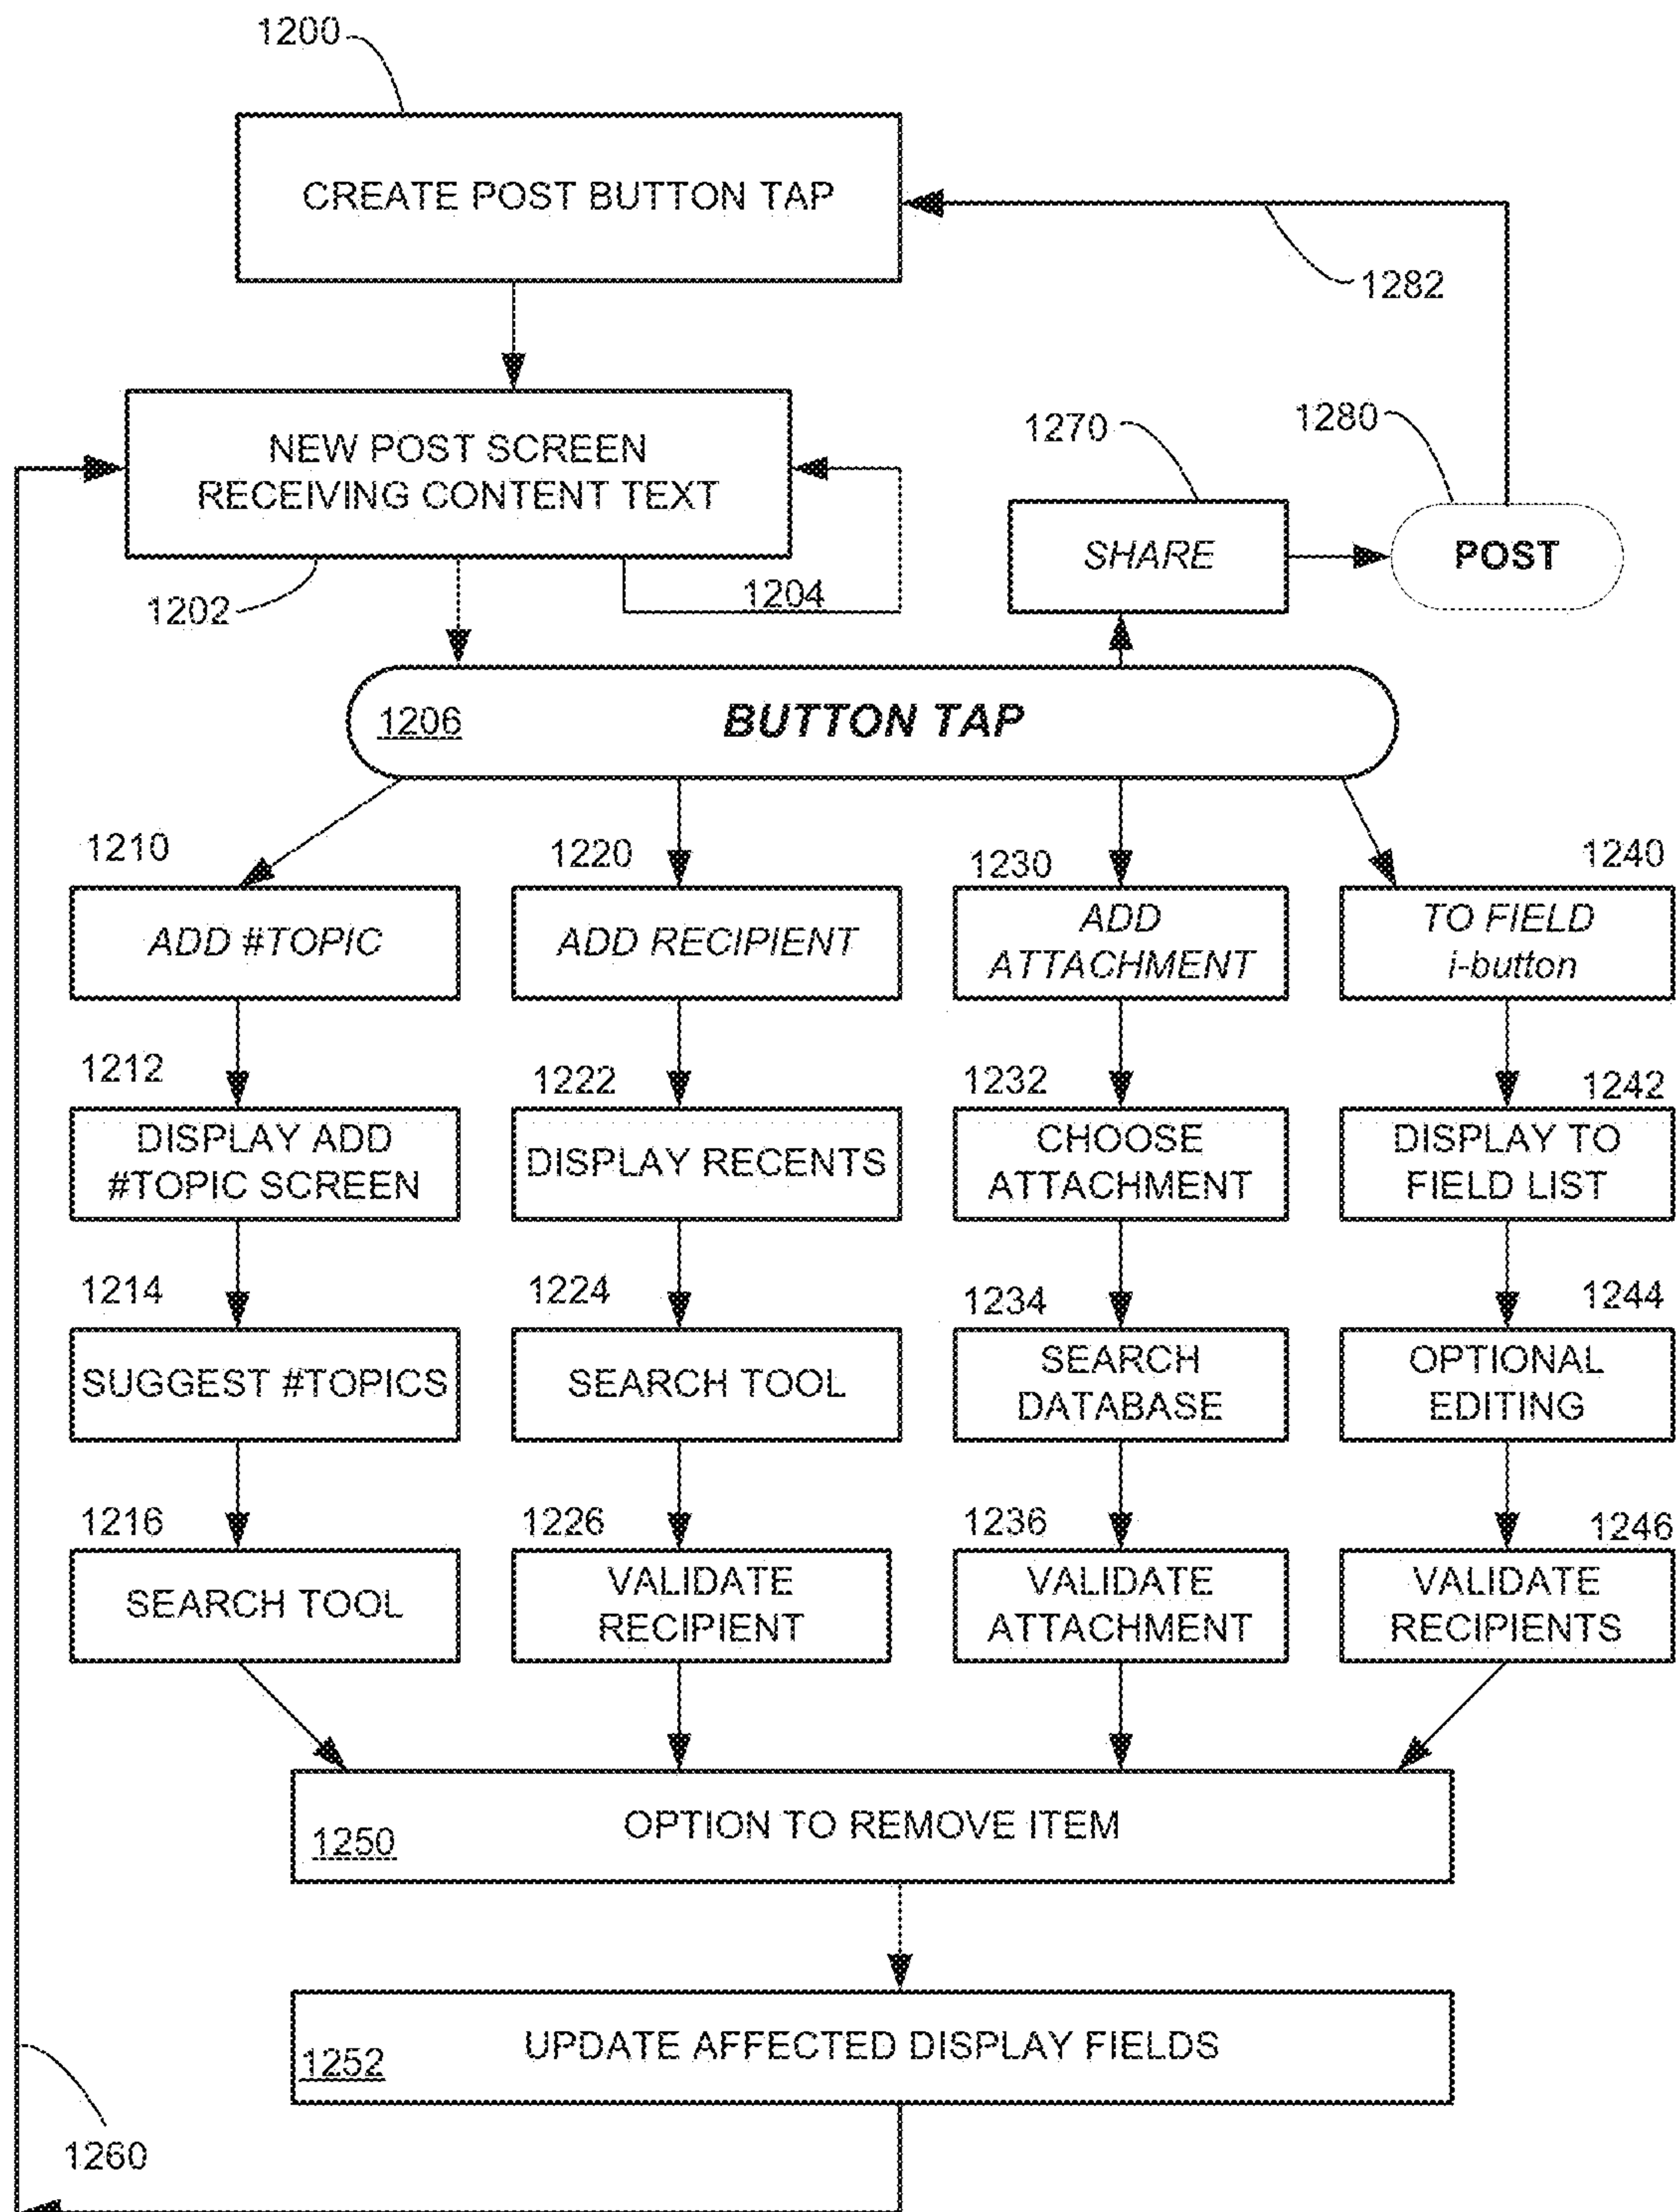 1200
CREATE POST BUTTON TAP
1282
NEW POST SCREEN
RECEIVING CONTENT TEXT
1202
1204
1270
SHARE
1280
POST
1206
BUTTON TAP
1210
1220
1230
1240
ADD #TOPIC
ADD RECIPIENT
ADD
ATTACHMENT
TO FIELD
i-button
1212
1222
1232
1242
DISPLAY ADD
#TOPIC SCREEN
DISPLAY RECENTS
CHOOSE
ATTACHMENT
DISPLAY TO
FIELD LIST
1214
1224
1234
1244
SUGGEST #TOPICS
SEARCH TOOL
SEARCH
DATABASE
OPTIONAL
EDITING
1216
1226
1236
1246
SEARCH TOOL
VALIDATE
RECIPIENT
VALIDATE
ATTACHMENT
VALIDATE
RECIPIENTS
OPTION TO REMOVE ITEM
1250
UPDATE AFFECTED DISPLAY FIELDS
1252
1260